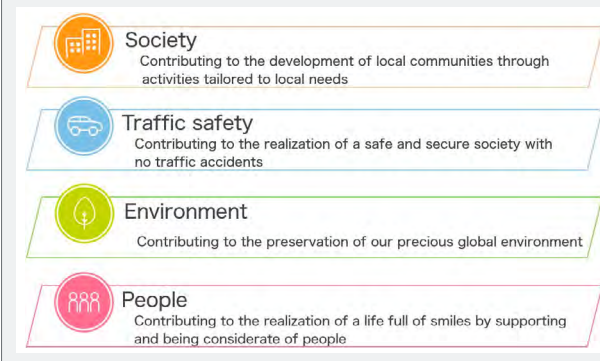 Society
Contributing to the development of local communities through
activities tailored to local needs
Traffic safety
Contributing to the realization of a safe and secure society with
no traffic accidents
Environment
Contributing to the preservation of our precious global environment
People
Contributing to the realization of a life full of smiles by supporting
and being considerate of people